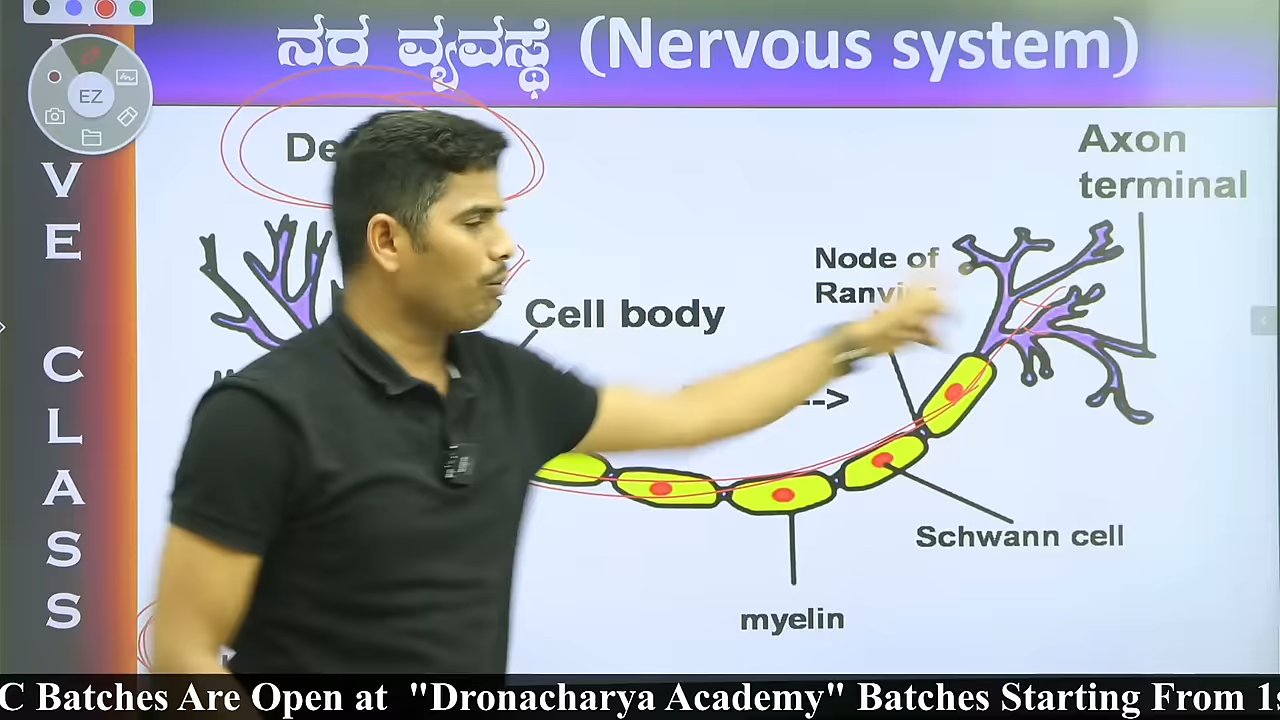 ನರ ವ್ಯವಸ್ಥೆ (Nervous system)
EZ
VE
CLASS
Axon
terminal
Node of
Cell body
-->
Schwann cell
myelin
C Batches Are Open at "Dronacharya Academy" Batches Starting From 1s